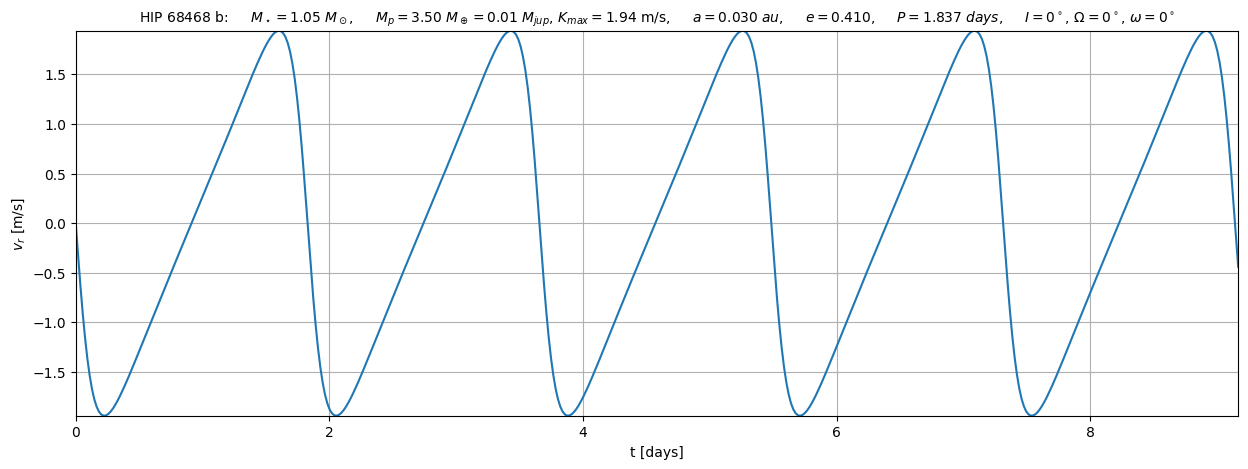 HIP 68468 b: M⋆ = 1.05 M⊙, Mp = 3.50 M⊕ = 0.01 Mjup, Kmax = 1.94 m/s, a = 0.030 au, e = 0.410, P = 1.837 days, I = 0°, Ω = 0°, ω = 0°
1.5
1.0
0.5
0.0
−0.5
−1.0
−1.5
vr [m/s]
0 2 4 6 8
t [days]